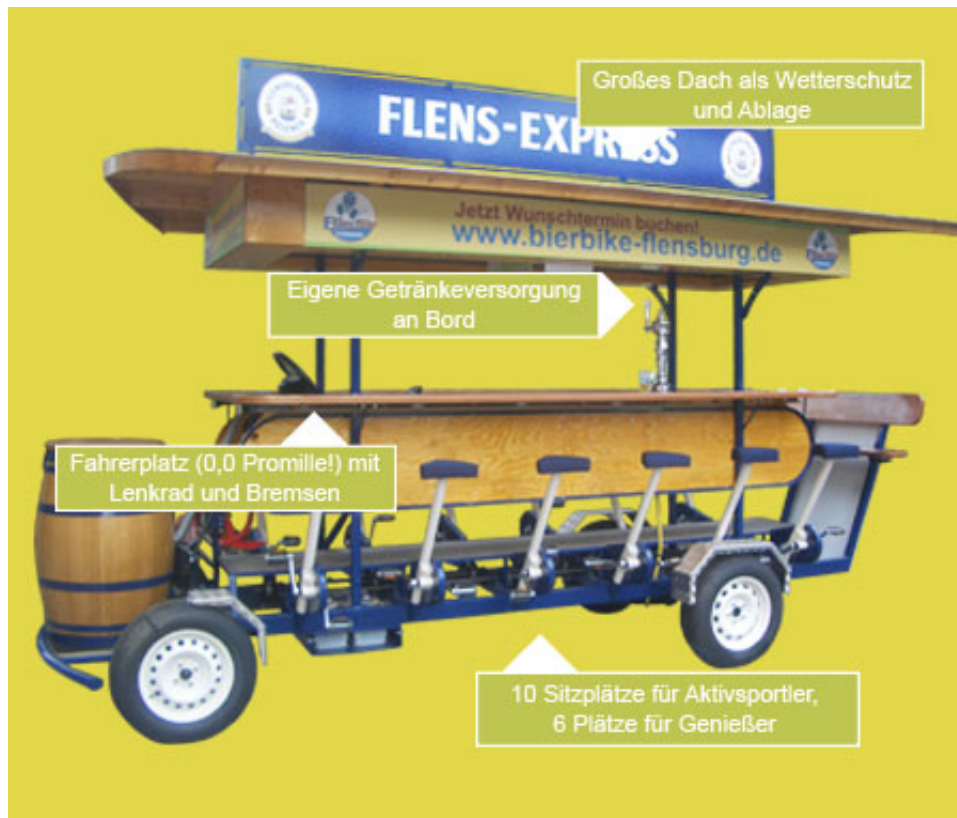 Großes Dach als Wetterschutz
und Ablage
FLENS-EXPRESS
Jetzt Wunschtermin buchen!
www.bierbike-flensburg.de
Eigene Getränkeversorgung
an Bord
Fahrerplatz (0,0 Promille!) mit
Lenkrad und Bremsen
10 Sitzplätze für Aktivsportler,
6 Plätze für Genießer